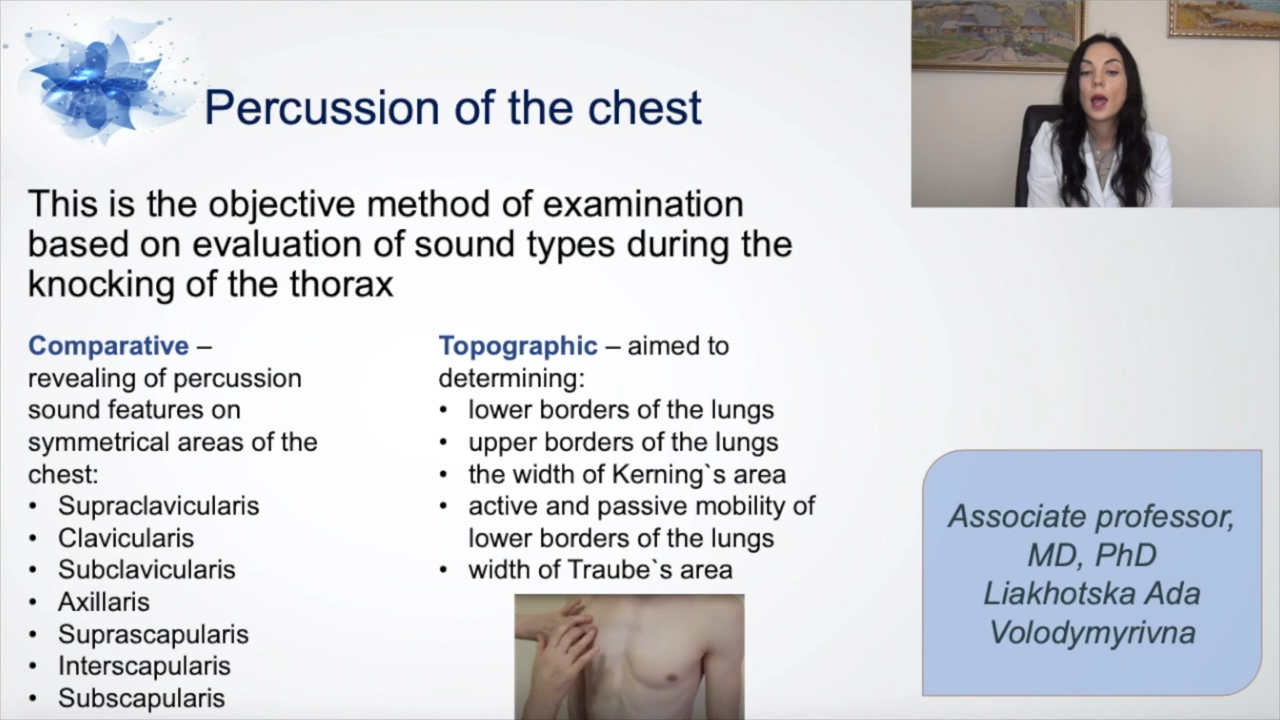 Percussion of the chest
This is the objective method of examination
based on evaluation of sound types during the
knocking of the thorax
Comparative –
revealing of percussion
sound features on
symmetrical areas of the
chest:
• Supraclavicularis
• Clavicularis
• Subclavicularis
• Axillaris
• Suprascapularis
• Interscapularis
• Subscapularis
Topographic – aimed to
determining:
• lower borders of the lungs
• upper borders of the lungs
• the width of Kerning`s area
• active and passive mobility of
lower borders of the lungs
• width of Traube`s area
Associate professor,
MD, PhD
Liakhotska Ada
Volodymyrivna